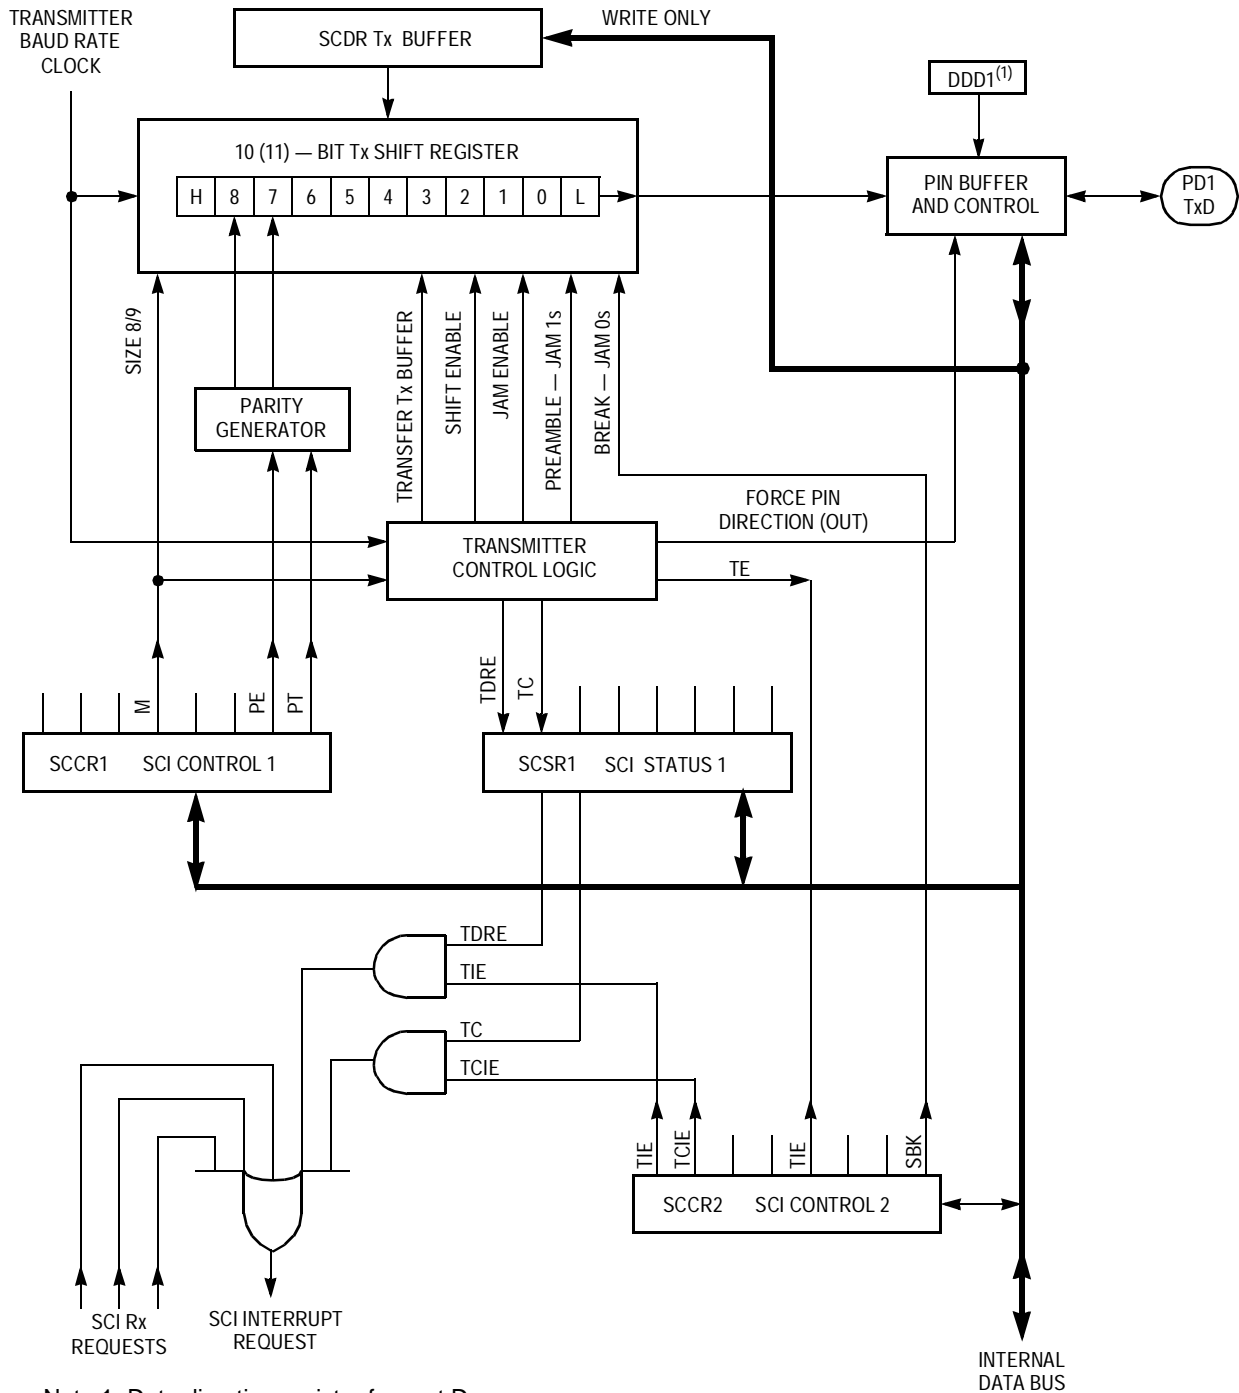 TRANSMITTER
BAUD RATE
CLOCK
SCDR Tx BUFFER
WRITE ONLY
DDD1(1)
10 (11) — BIT Tx SHIFT REGISTER
H 8 7 6 5 4 3 2 1 0 L
PIN BUFFER
AND CONTROL
PD1
TxD
SIZE 8/9
TRANSFER Tx BUFFER
SHIFT ENABLE
JAM ENABLE
PREAMBLE — JAM 1s
BREAK — JAM 0s
PARITY
GENERATOR
FORCE PIN
DIRECTION (OUT)
TRANSMITTER
CONTROL LOGIC
TE
M
PE
PT
TDRE
TC
SCCR1 SCI CONTROL 1
SCSR1 SCI STATUS 1
TDRE
TIE
TC
TCIE
TIE
TCIE
TIE
SBK
SCCR2 SCI CONTROL 2
SCI Rx
REQUESTS
SCI INTERRUPT
REQUEST
INTERNAL
DATA BUS